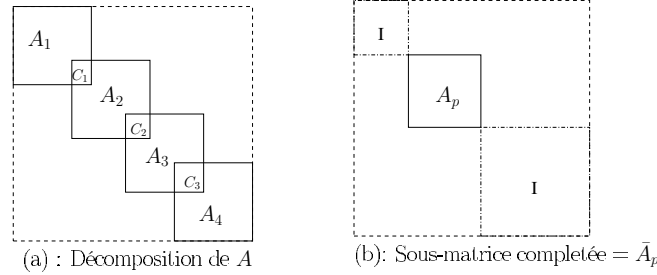 A₁
C₁
A₂
C₂
A₃
C₃
A₄
(a) : Décomposition de A
I
Aₚ
I
(b): Sous-matrice completée = Āₚ